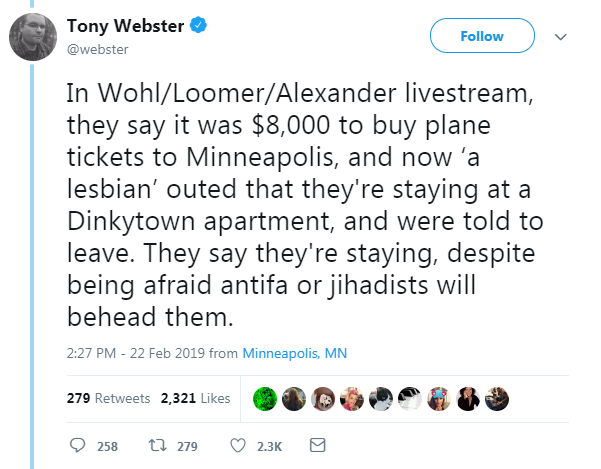 Tony Webster
@webster
Follow
In Wohl/Loomer/Alexander livestream,
they say it was $8,000 to buy plane
tickets to Minneapolis, and now ‘a
lesbian’ outed that they're staying at a
Dinkytown apartment, and were told to
leave. They say they're staying, despite
being afraid antifa or jihadists will
behead them.
2:27 PM - 22 Feb 2019 from Minneapolis, MN
279 Retweets 2,321 Likes
258 279 2.3K